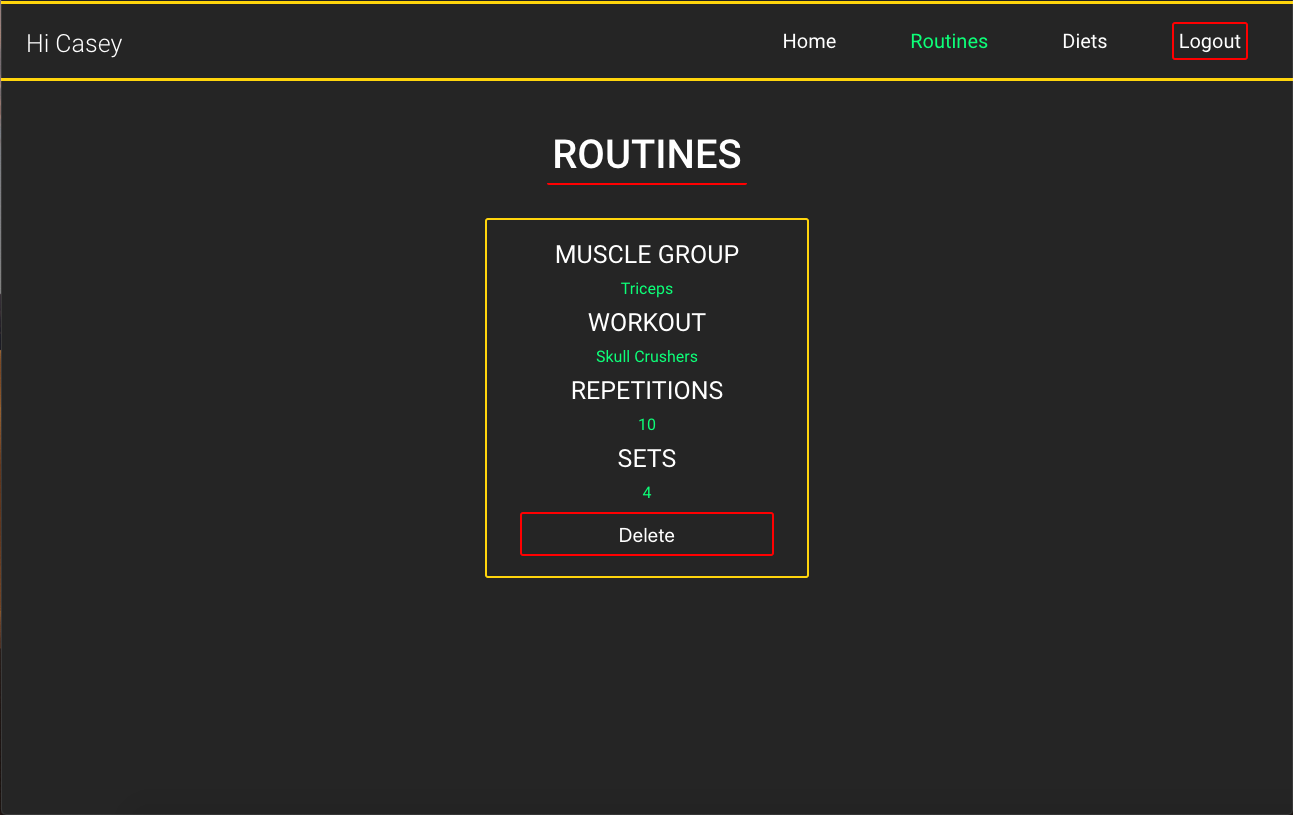 Hi Casey
Home Routines Diets Logout
ROUTINES
MUSCLE GROUP
Triceps
WORKOUT
Skull Crushers
REPETITIONS
10
SETS
4
Delete